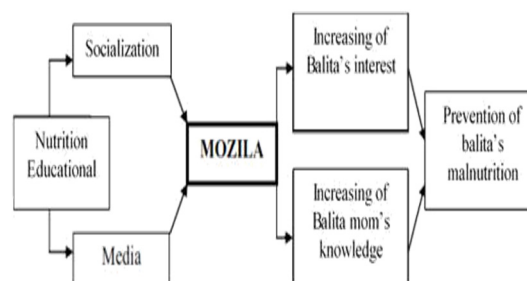 Socialization
Nutrition
Educational
Media
MOZILA
Increasing of
Balita's interest
Increasing of
Balita mom's
knowledge
Prevention of
balita's
malnutrition